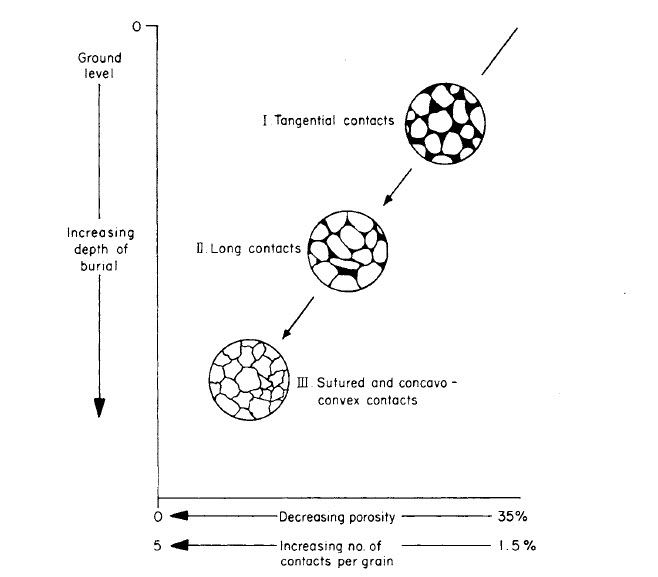 0
Ground
level
I Tangential contacts
Increasing
depth of
burial
II. Long contacts
III. Sutured and concavo-
convex contacts
0 Decreasing porosity 35%
5 Increasing no. of 1.5%
contacts per grain